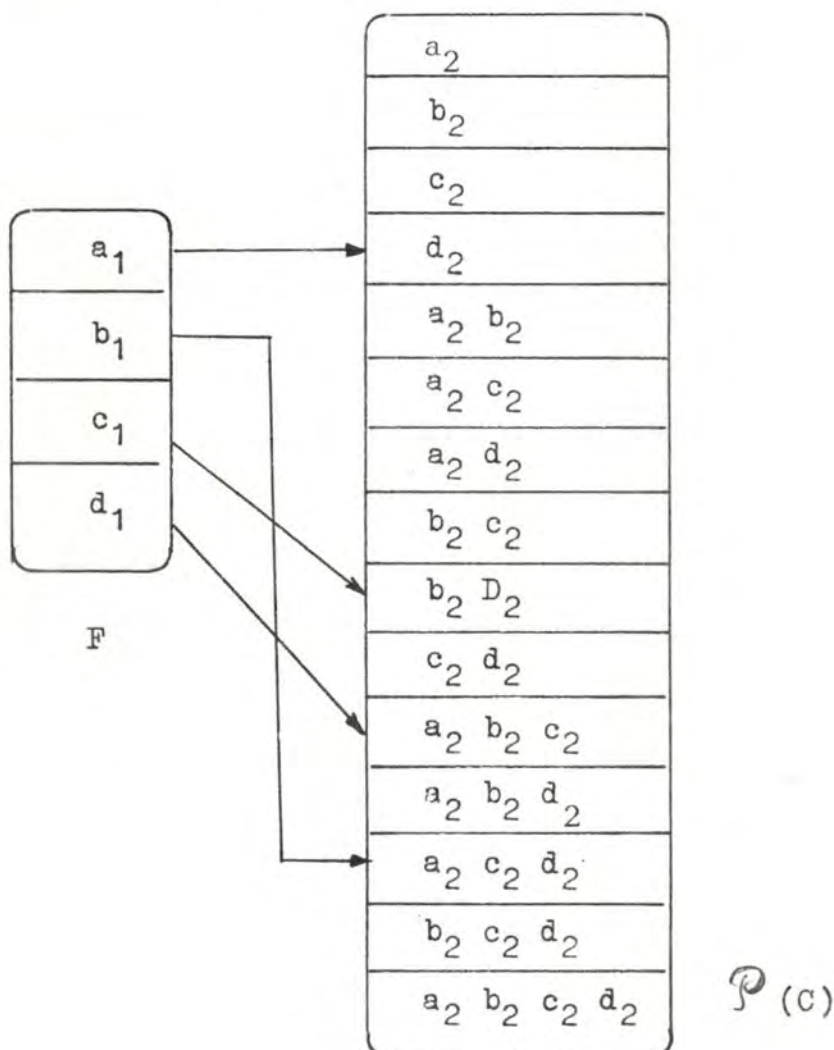 a₁
b₁
c₁
d₁
F
a₂
b₂
c₂
d₂
a₂ b₂
a₂ c₂
a₂ d₂
b₂ c₂
b₂ D₂
c₂ d₂
a₂ b₂ c₂
a₂ b₂ d₂
a₂ c₂ d₂
b₂ c₂ d₂
a₂ b₂ c₂ d₂
𝒫 (C)